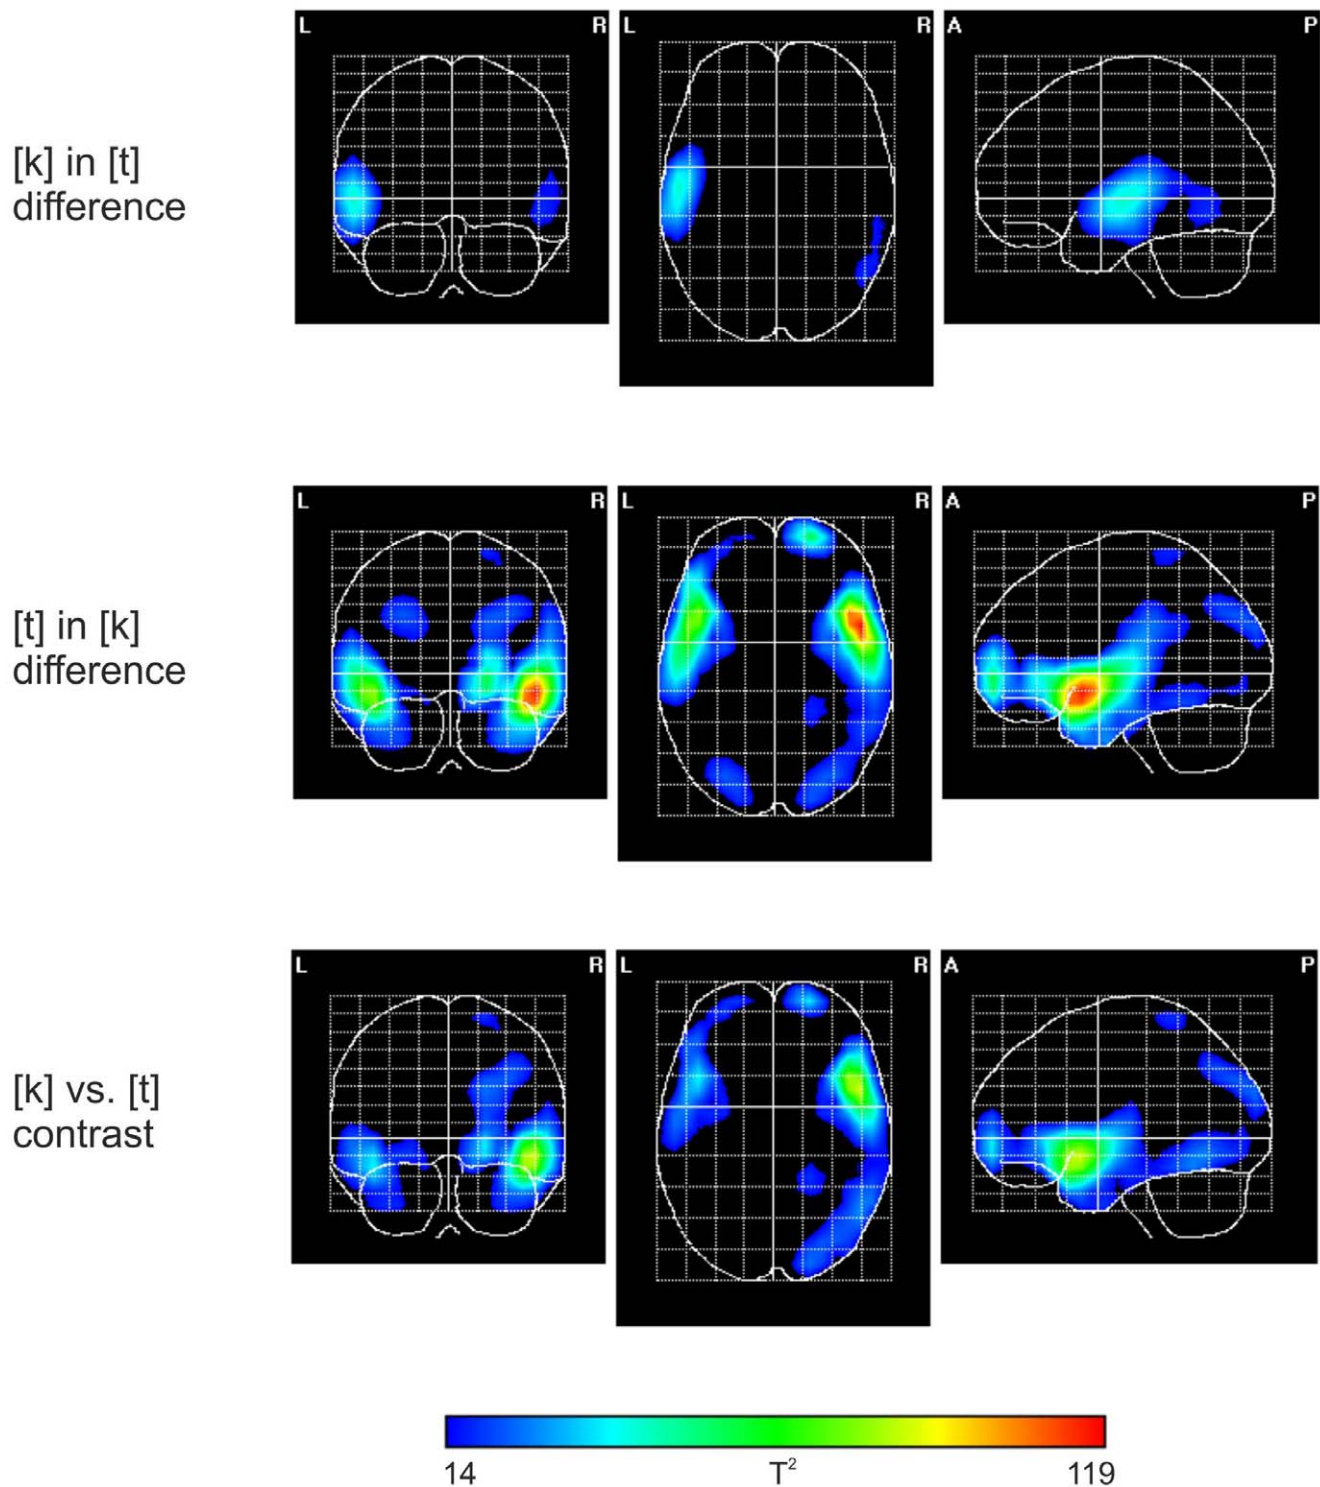 L R L R A P
[k] in [t]
difference
L R L R A P
[t] in [k]
difference
L R L R A P
[k] vs. [t]
contrast
14 T² 119